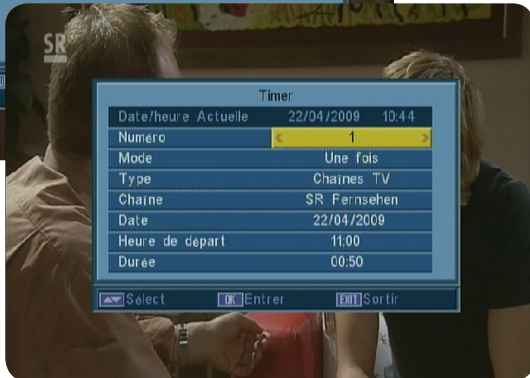 SR
Timer
Date/heure Actuelle 22/04/2009 10:44
Numéro < 1 >
Mode Une fois
Type Chaînes TV
Chaîne SR Fernsehen
Date 22/04/2009
Heure de départ 11:00
Durée 00:50
Sélect OK Entrer EXIT Sortir